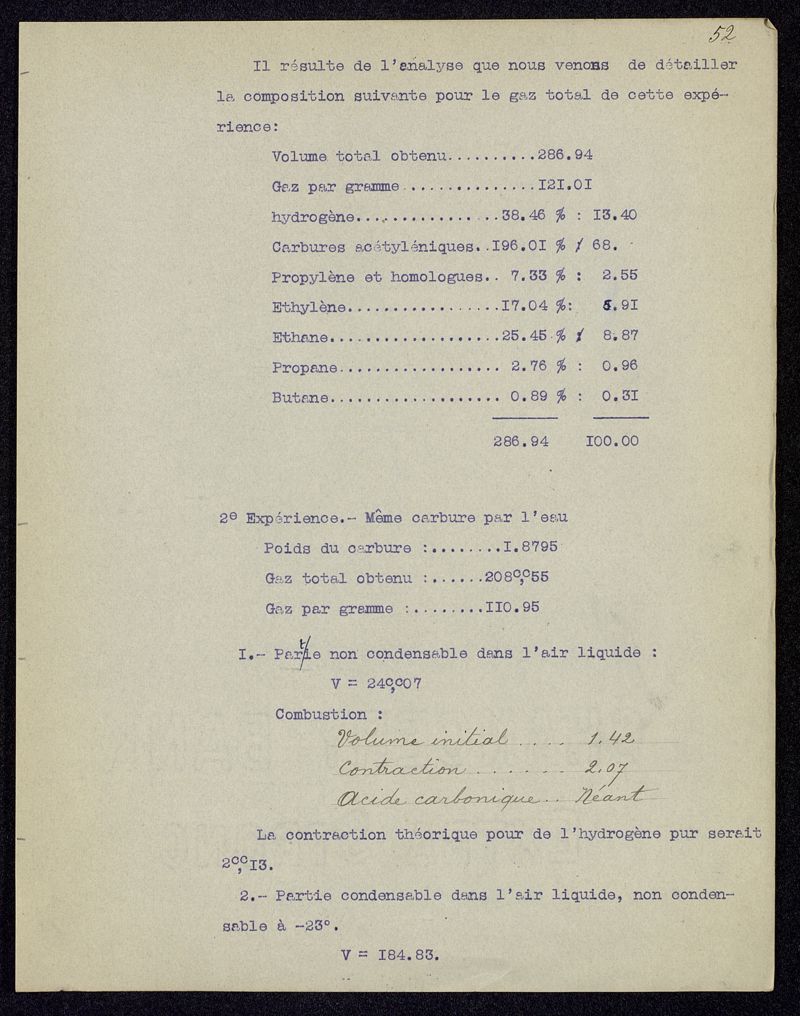 52
Il résulte de l'analyse que nous venons de détailler
la composition suivante pour le gaz total de cette expé-
rience:
Volume total obtenu..........286.94
Gaz par gramme...............I2I.OI
hydrogène................38.46 % : I3.40
Carbures acétyléniques..I96.OI % / 68.
Propylène et homologues.. 7.33 % : 2.55
Ethylène.................I7.04 %: 5.9I
Ethane...................25.45 % / 8.87
Propane.................. 2.76 % : 0.96
Butane................... 0.89 % : 0.3I
286.94 I00.00
2e Expérience.- Même carbure par l'eau
Poids du carbure :........I.8795
Gaz total obtenu :......208cc,55
Gaz par gramme :........II0.95
I.- Partie non condensable dans l'air liquide :
V = 24cc,07
Combustion :
Volume initial .... 1.42
Contraction ....... 2.07
Acide carbonique .. Néant
La contraction théorique pour de l'hydrogène pur serait
2cc,I3.
2.- Partie condensable dans l'air liquide, non conden-
sable à -23°.
V = I84.83.